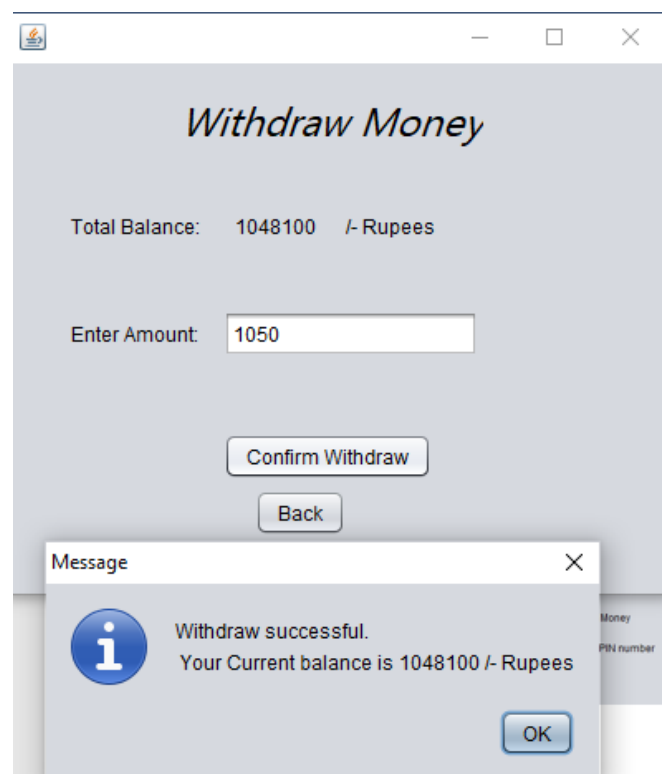 Withdraw Money
Total Balance: 1048100 /- Rupees
Enter Amount: 1050
Confirm Withdraw
Back
Message
Money
PIN number
Withdraw successful.
Your Current balance is 1048100 /- Rupees
OK